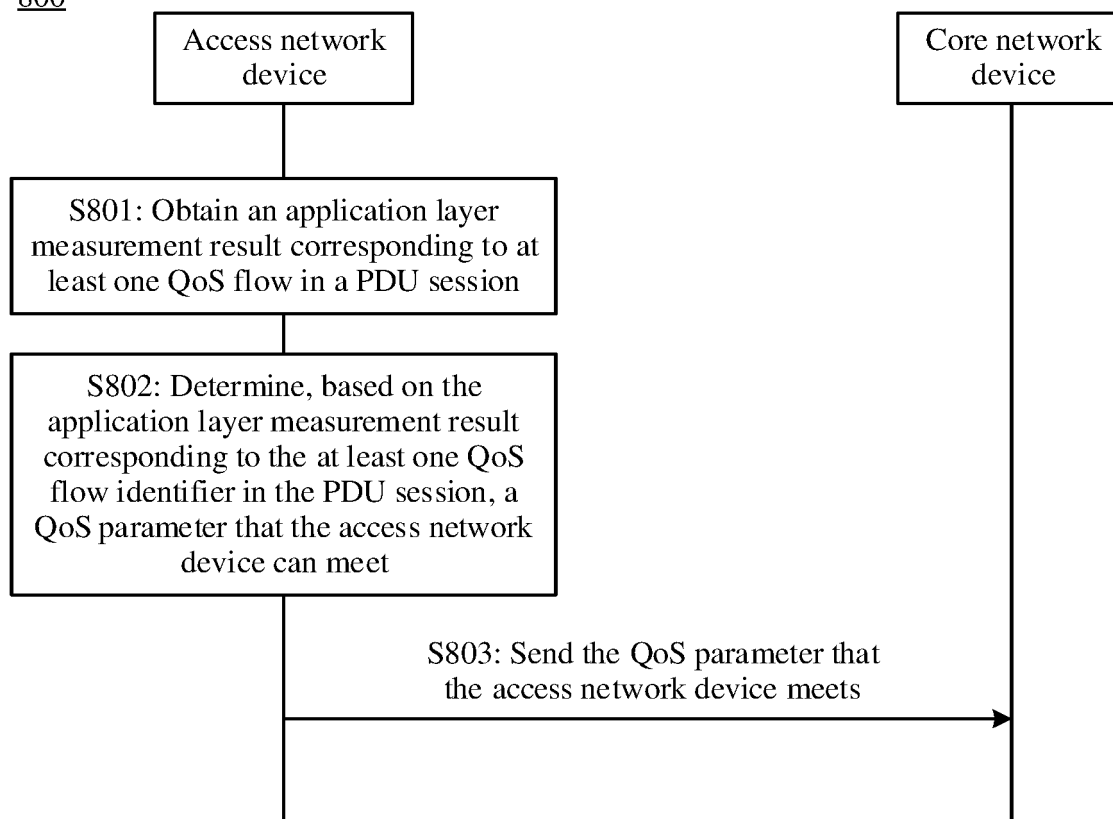 800
Access network
device
Core network
device
S801: Obtain an application layer
measurement result corresponding to at
least one QoS flow in a PDU session
S802: Determine, based on the
application layer measurement result
corresponding to the at least one QoS
flow identifier in the PDU session, a
QoS parameter that the access network
device can meet
S803: Send the QoS parameter that
the access network device meets